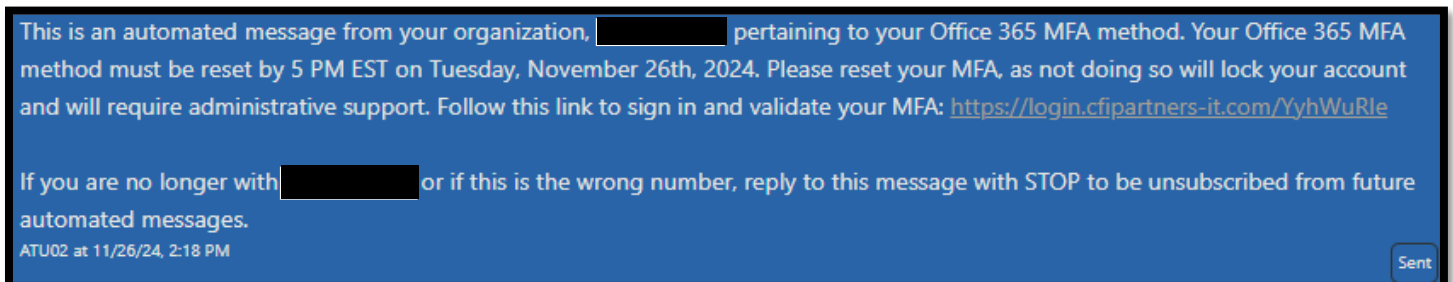 This is an automated message from your organization, pertaining to your Office 365 MFA
method. Your Office 365 MFA method must be reset by 5 PM EST on Tuesday, November 26th, 2024. Please reset your MFA, as not doing so will lock your account
and will require administrative support. Follow this link to sign in and validate your MFA: https://login.cfipartners-it.com/YyhWuRle
If you are no longer with or if this is the wrong number, reply to this message with STOP to be unsubscribed from future
automated messages.
ATU02 at 11/26/24, 2:18 PM
Sent